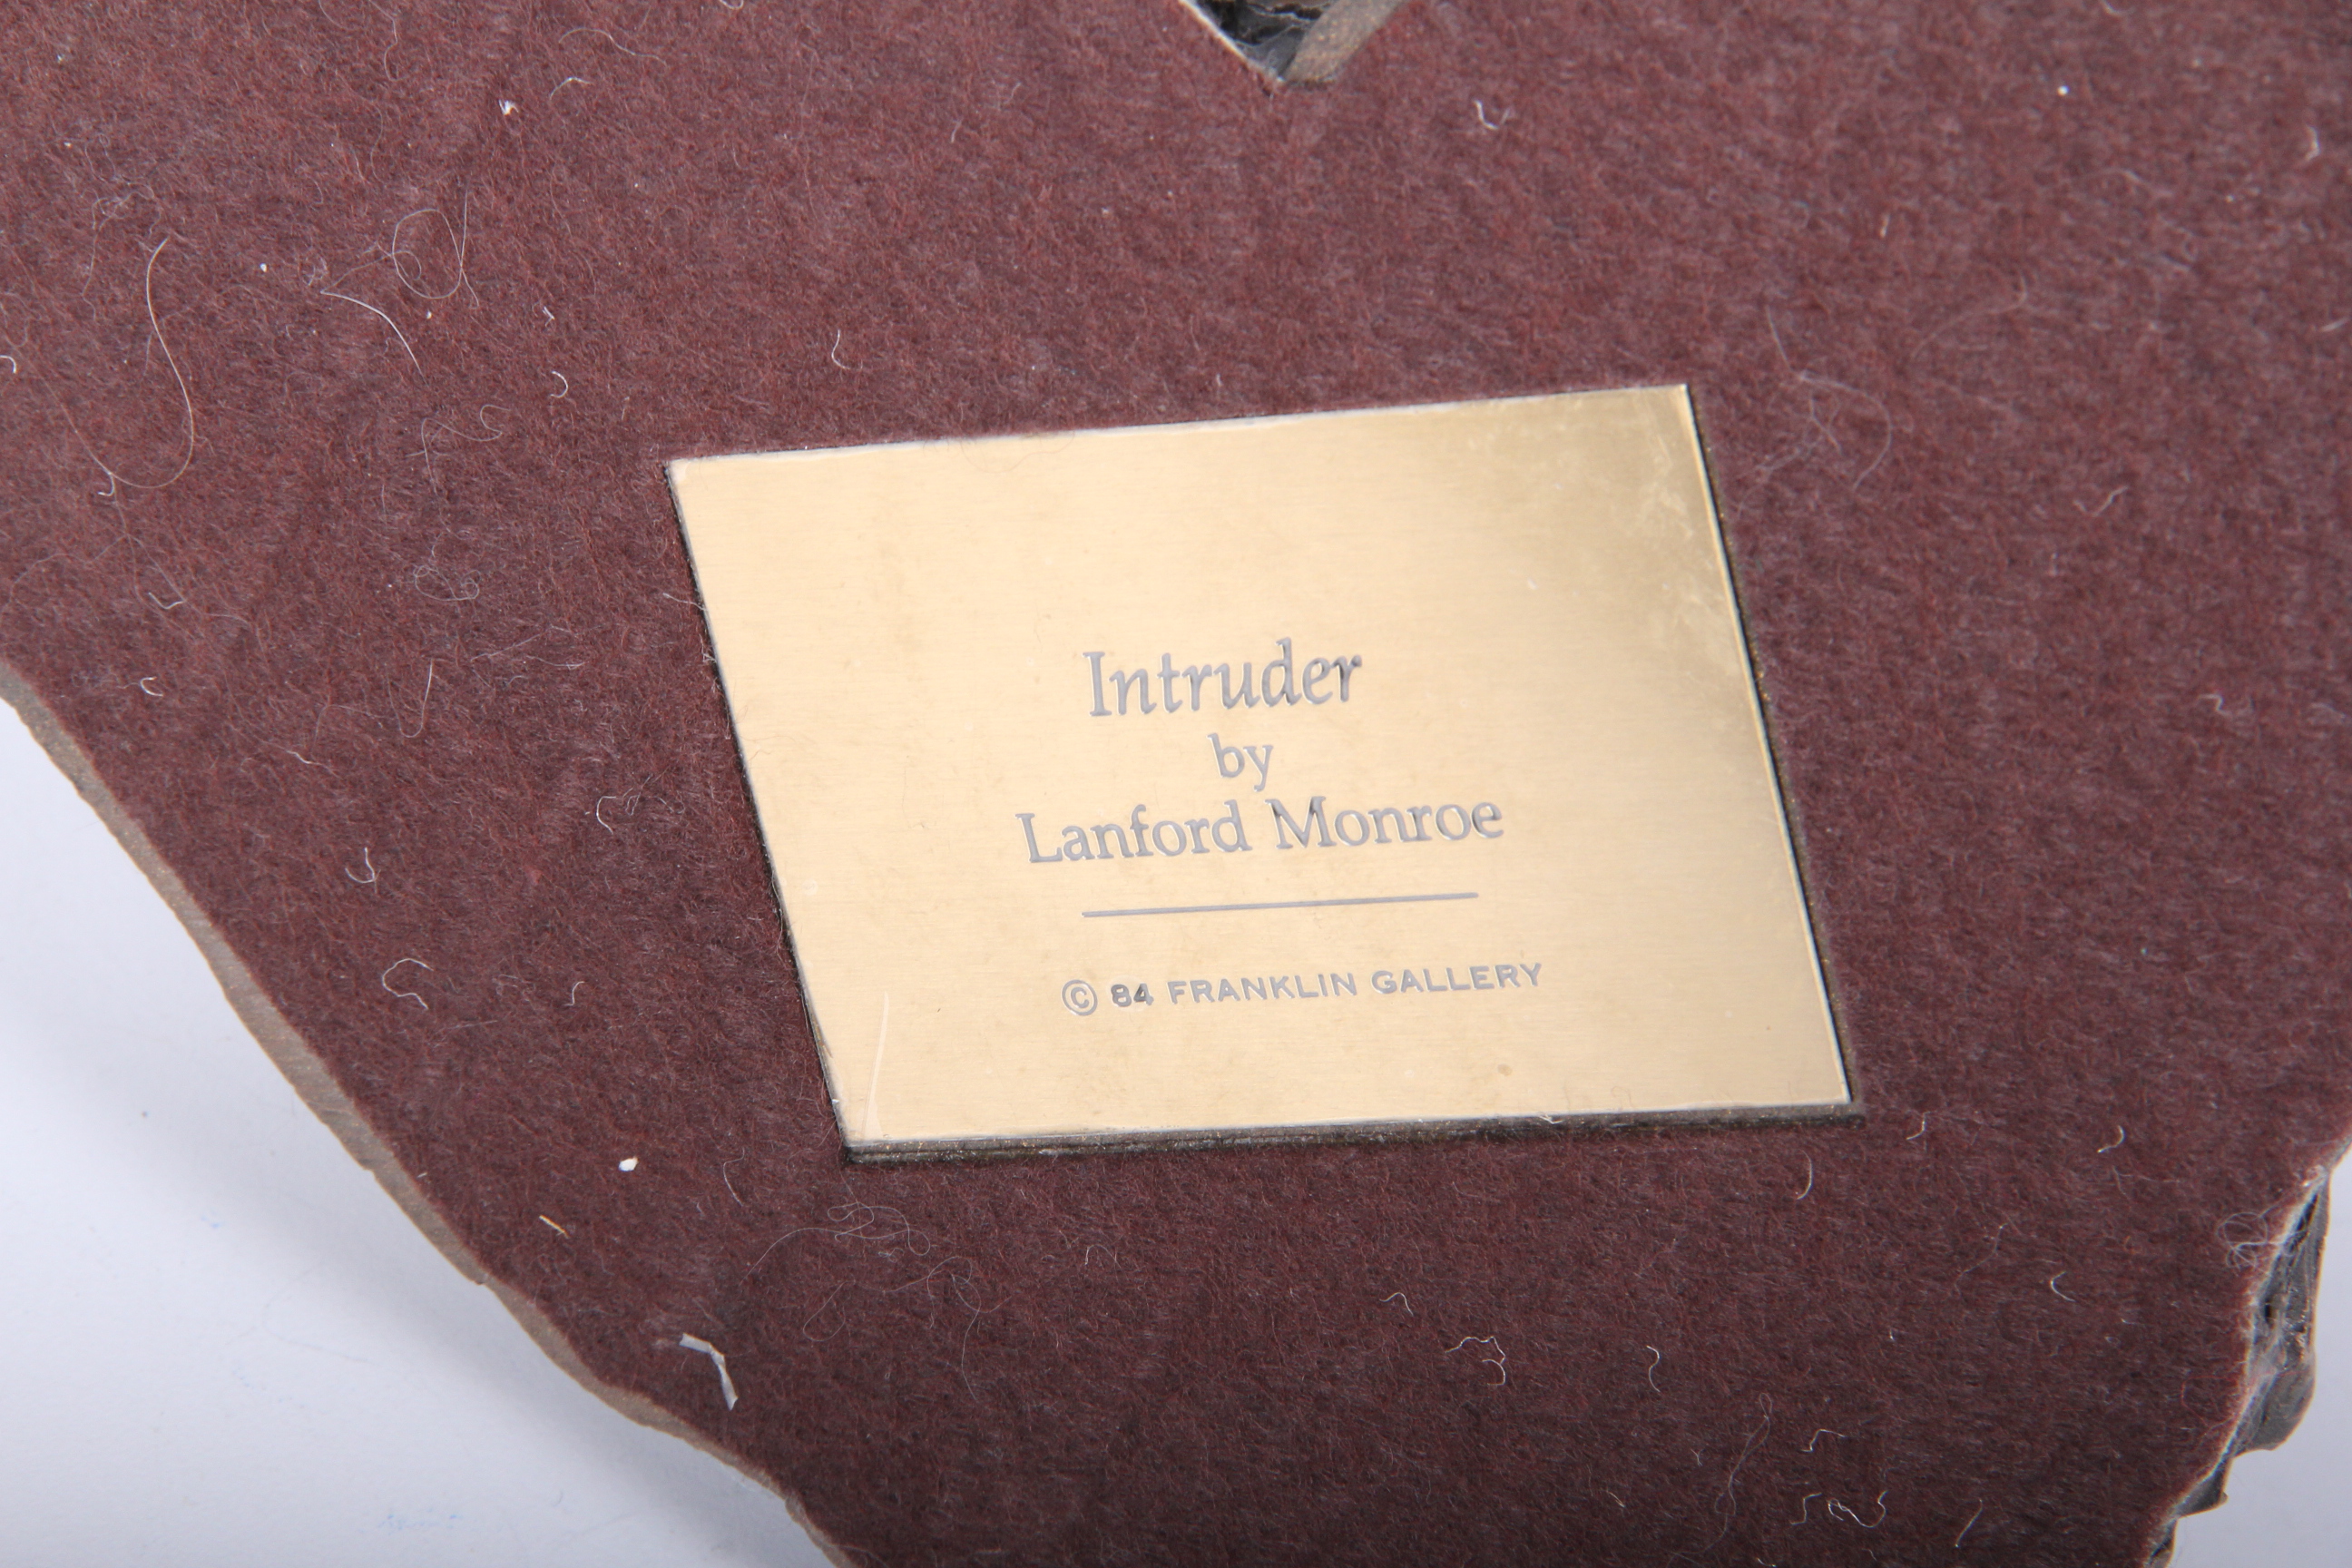 Intruder
by
Lanford Monroe
© 84 FRANKLIN GALLERY